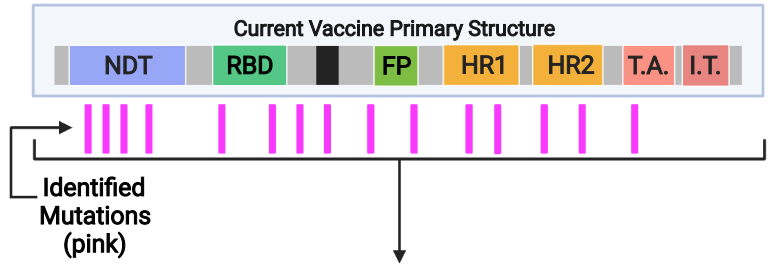 Current Vaccine Primary Structure
NDT RBD FP HR1 HR2 T.A. I.T.
Identified
Mutations
(pink)